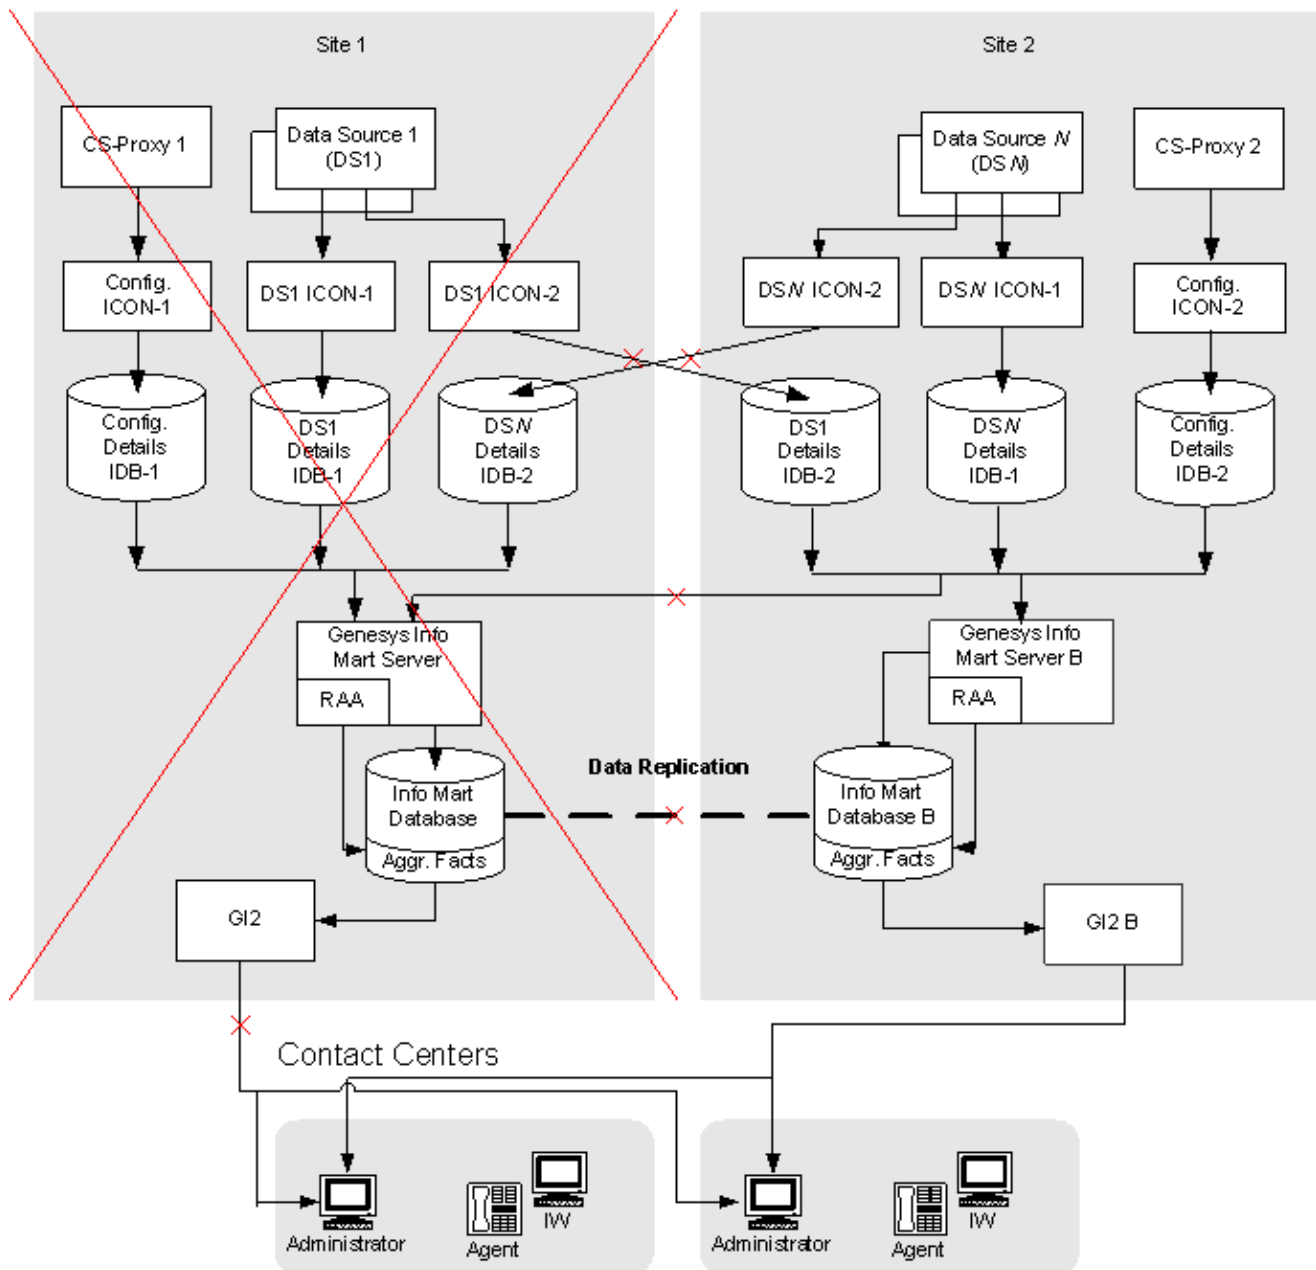 Site 1
Site 2
CS-Proxy 1
Data Source 1
(DS1)
Data Source N
(DS N)
CS-Proxy 2
Config.
ICON-1
DS1 ICON-1
DS1 ICON-2
DSN ICON-2
DSN ICON-1
Config.
ICON-2
Config.
Details
IDB-1
DS1
Details
IDB-1
DSN
Details
IDB-2
DS1
Details
IDB-2
DSN
Details
IDB-1
Config.
Details
IDB-2
Genesys Info
Mart Server
RAA
Genesys Info
Mart Server B
RAA
Data Replication
Info Mart
Database
Aggr. Facts
Info Mart
Database B
Aggr. Facts
GI2
GI2 B
Contact Centers
Administrator
Agent
IW
Administrator
Agent
IW